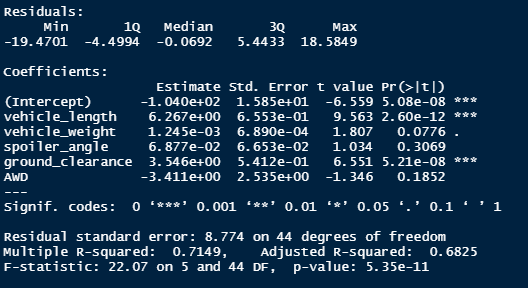 Residuals:
Min 1Q Median 3Q Max
-19.4701 -4.4994 -0.0692 5.4433 18.5849
Coefficients:
Estimate Std. Error t value Pr(>|t|)
(Intercept) -1.040e+02 1.585e+01 -6.559 5.08e-08 ***
vehicle_length 6.267e+00 6.553e-01 9.563 2.60e-12 ***
vehicle_weight 1.245e-03 6.890e-04 1.807 0.0776 .
spoiler_angle 6.877e-02 6.653e-02 1.034 0.3069
ground_clearance 3.546e+00 5.412e-01 6.551 5.21e-08 ***
AWD -3.411e+00 2.535e+00 -1.346 0.1852
---
Signif. codes: 0 ‘***’ 0.001 ‘**’ 0.01 ‘*’ 0.05 ‘.’ 0.1 ‘ ’ 1
Residual standard error: 8.774 on 44 degrees of freedom
Multiple R-squared: 0.7149, Adjusted R-squared: 0.6825
F-statistic: 22.07 on 5 and 44 DF, p-value: 5.35e-11